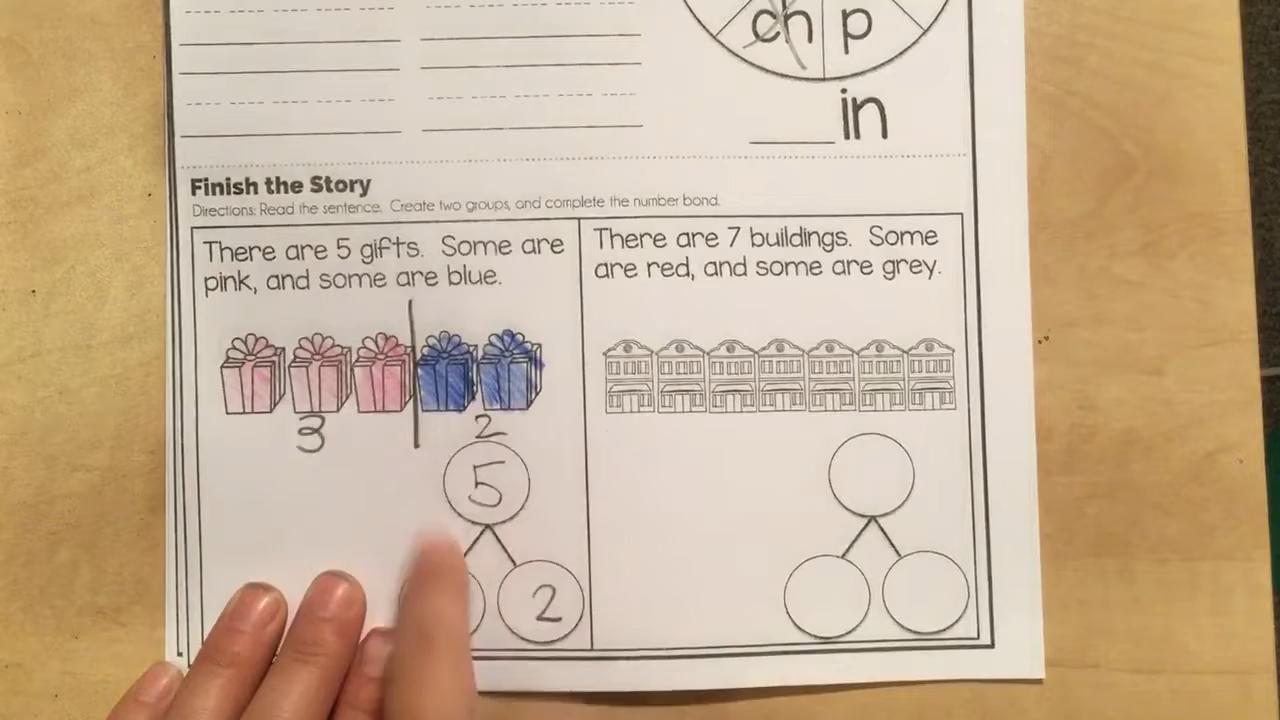 ch p
in
Finish the Story
Directions: Read the sentence. Create two groups, and complete the number bond.
There are 5 gifts. Some are
pink, and some are blue.
3 2
5
2
There are 7 buildings. Some
are red, and some are grey.